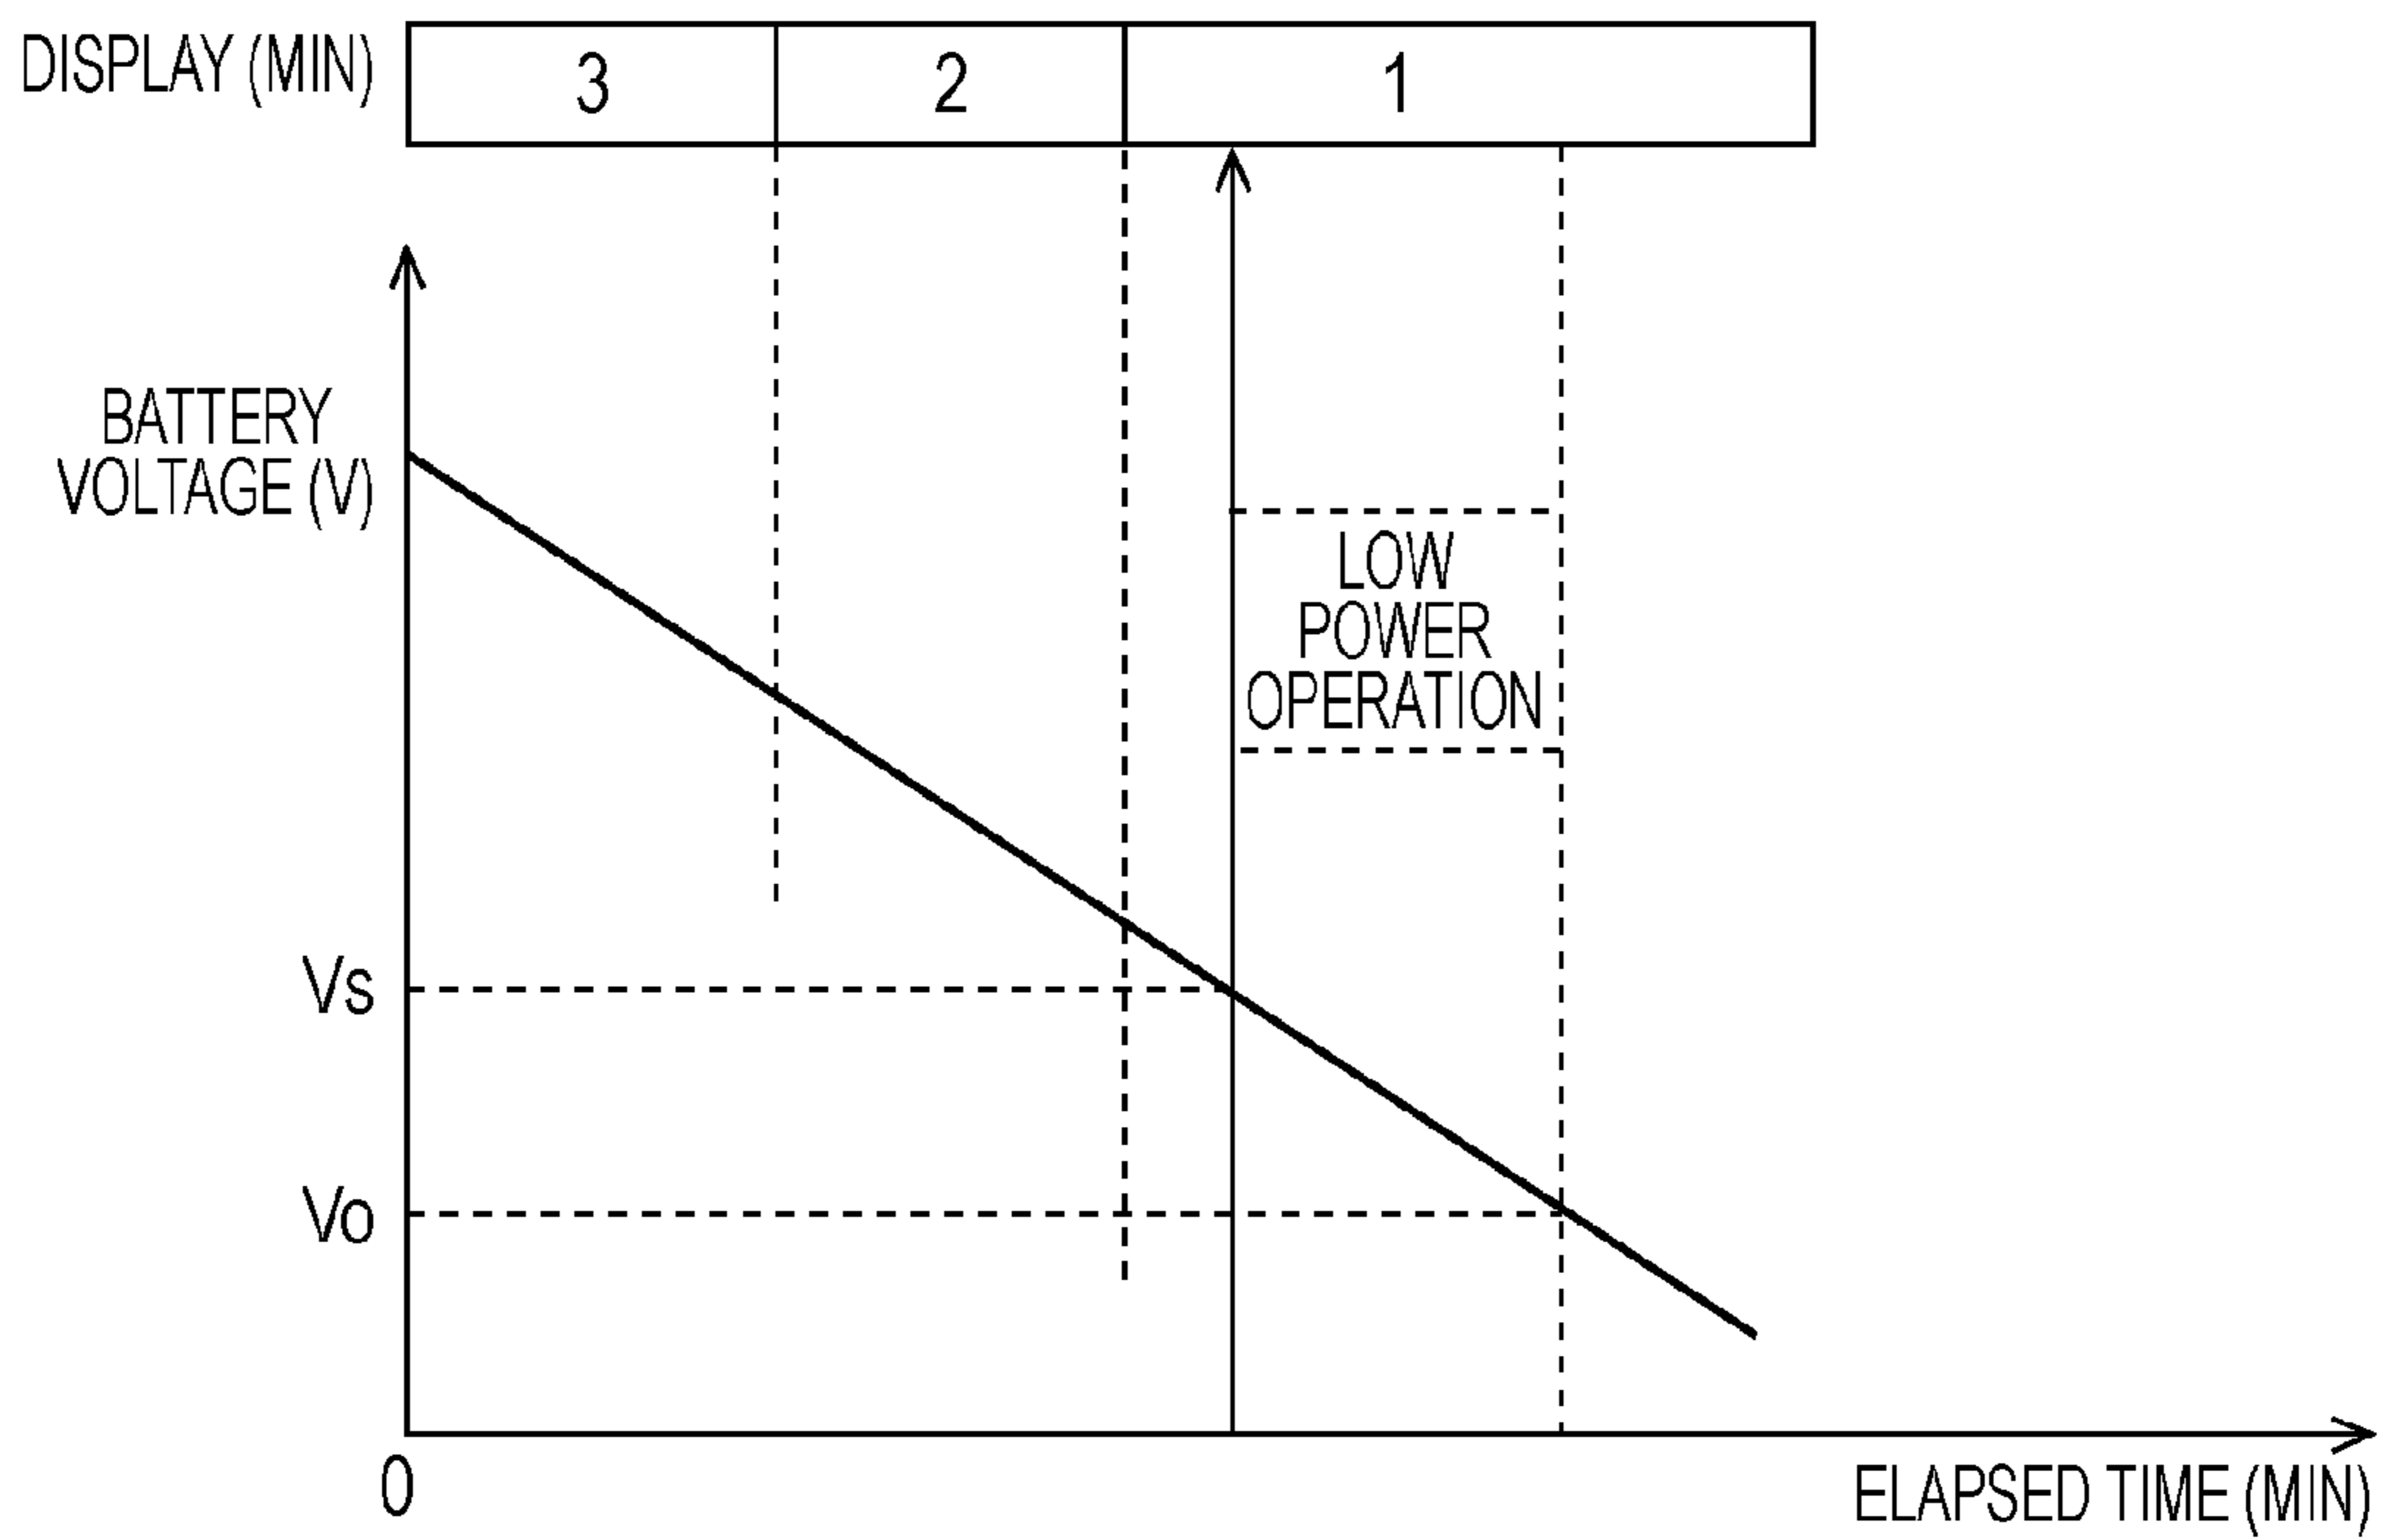 DISPLAY (MIN) 3 2 1
BATTERY
VOLTAGE (V)
LOW
POWER
OPERATION
Vs
Vo
0
ELAPSED TIME (MIN)